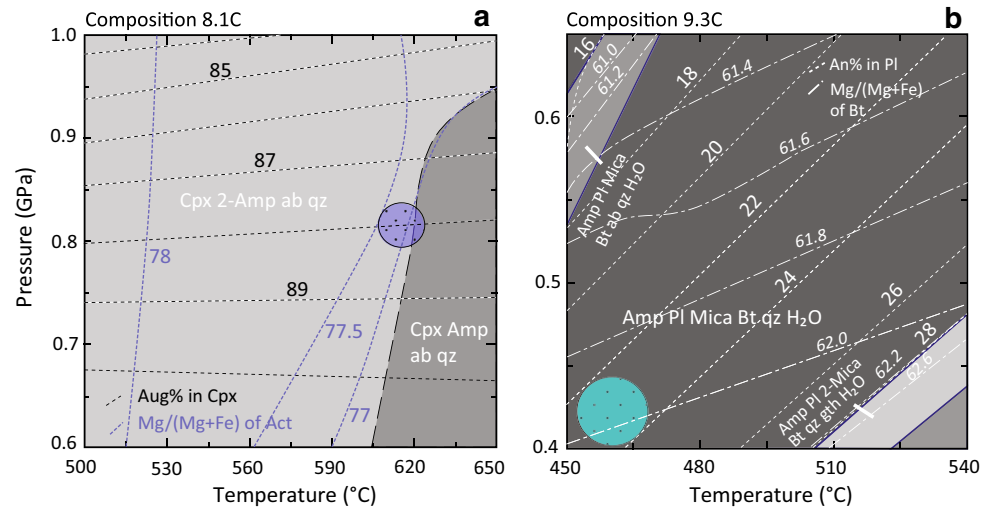 Composition 8.1C
a
1.0
0.9
0.8
0.7
0.6
Pressure (GPa)
85
87
Cpx 2-Amp ab qz
78
89
77.5
Cpx Amp
ab qz
Aug% in Cpx
Mg/(Mg+Fe) of Act
77
500
530
560
590
620
650
Temperature (°C)
Composition 9.3C
b
0.6
0.5
0.4
16
61.0
61.2
18
61.4
An% in Pl
Mg/(Mg+Fe)
of Bt
20
61.6
Amp Pl Mica
Bt ab qz H₂O
22
61.8
24
26
Amp Pl Mica Bt qz H₂O
62.0
28
62.2
62.6
Amp Pl 2-Mica
Bt qz gth H₂O
450
480
510
540
Temperature (°C)